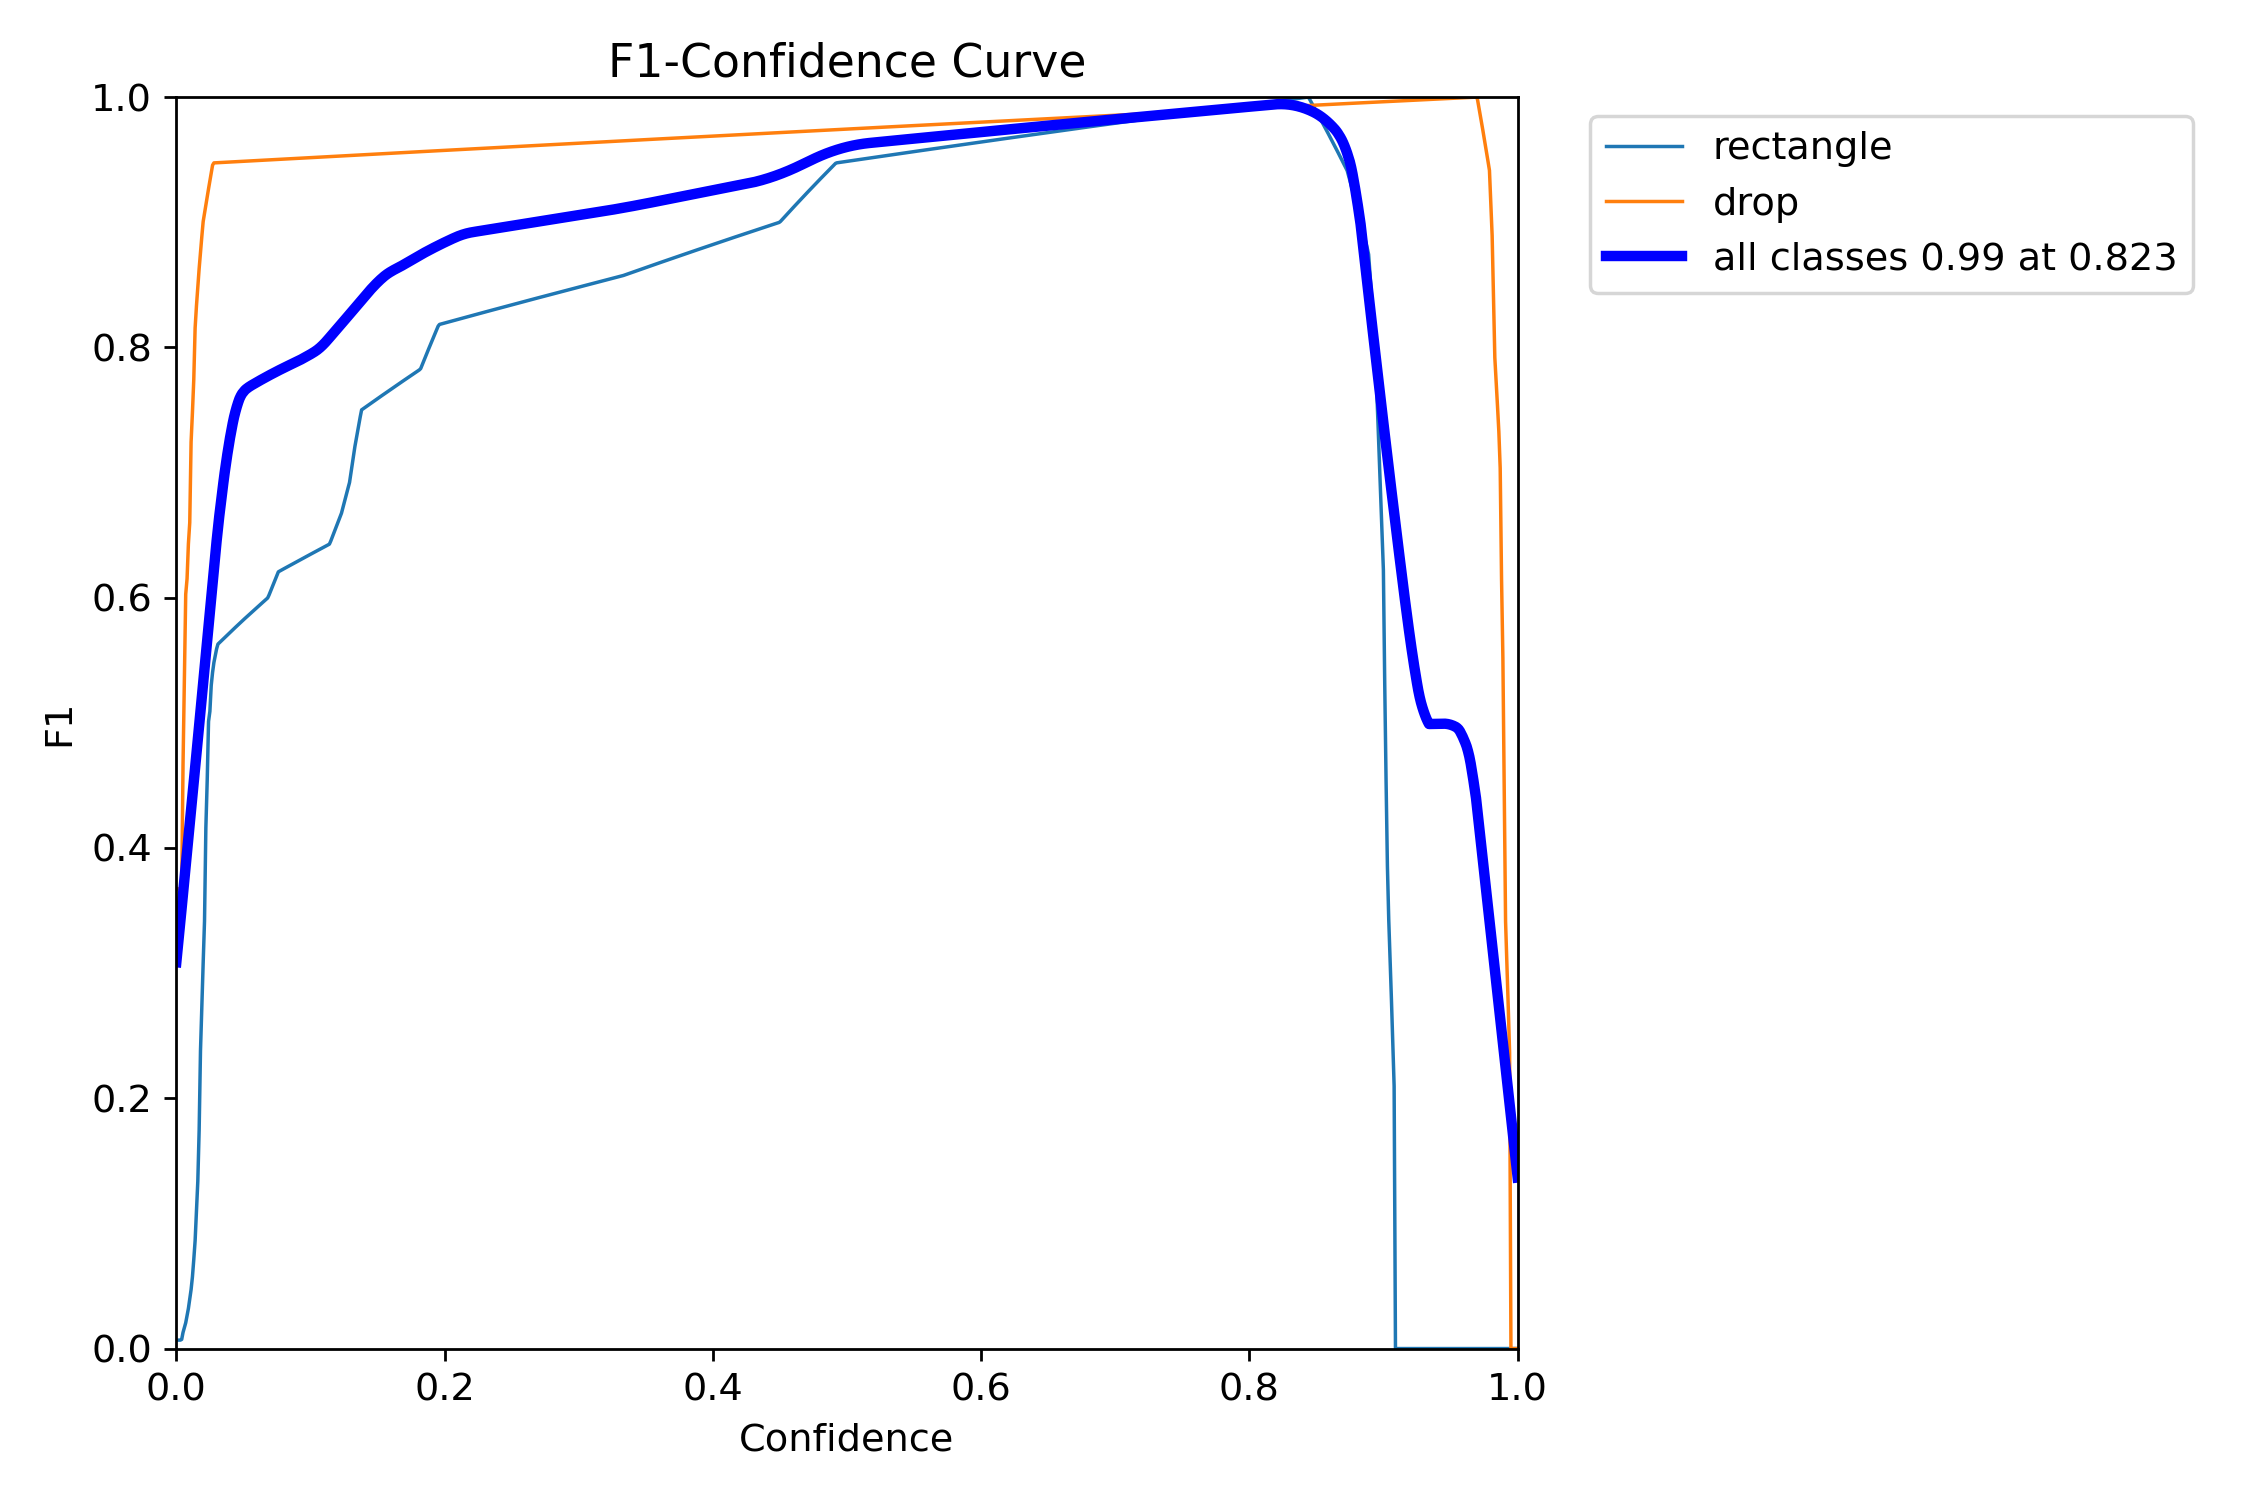 F1-Confidence Curve
1.0
0.8
0.6
0.4
0.2
0.0
F1
0.0 0.2 0.4 0.6 0.8 1.0
Confidence
rectangle
drop
all classes 0.99 at 0.823